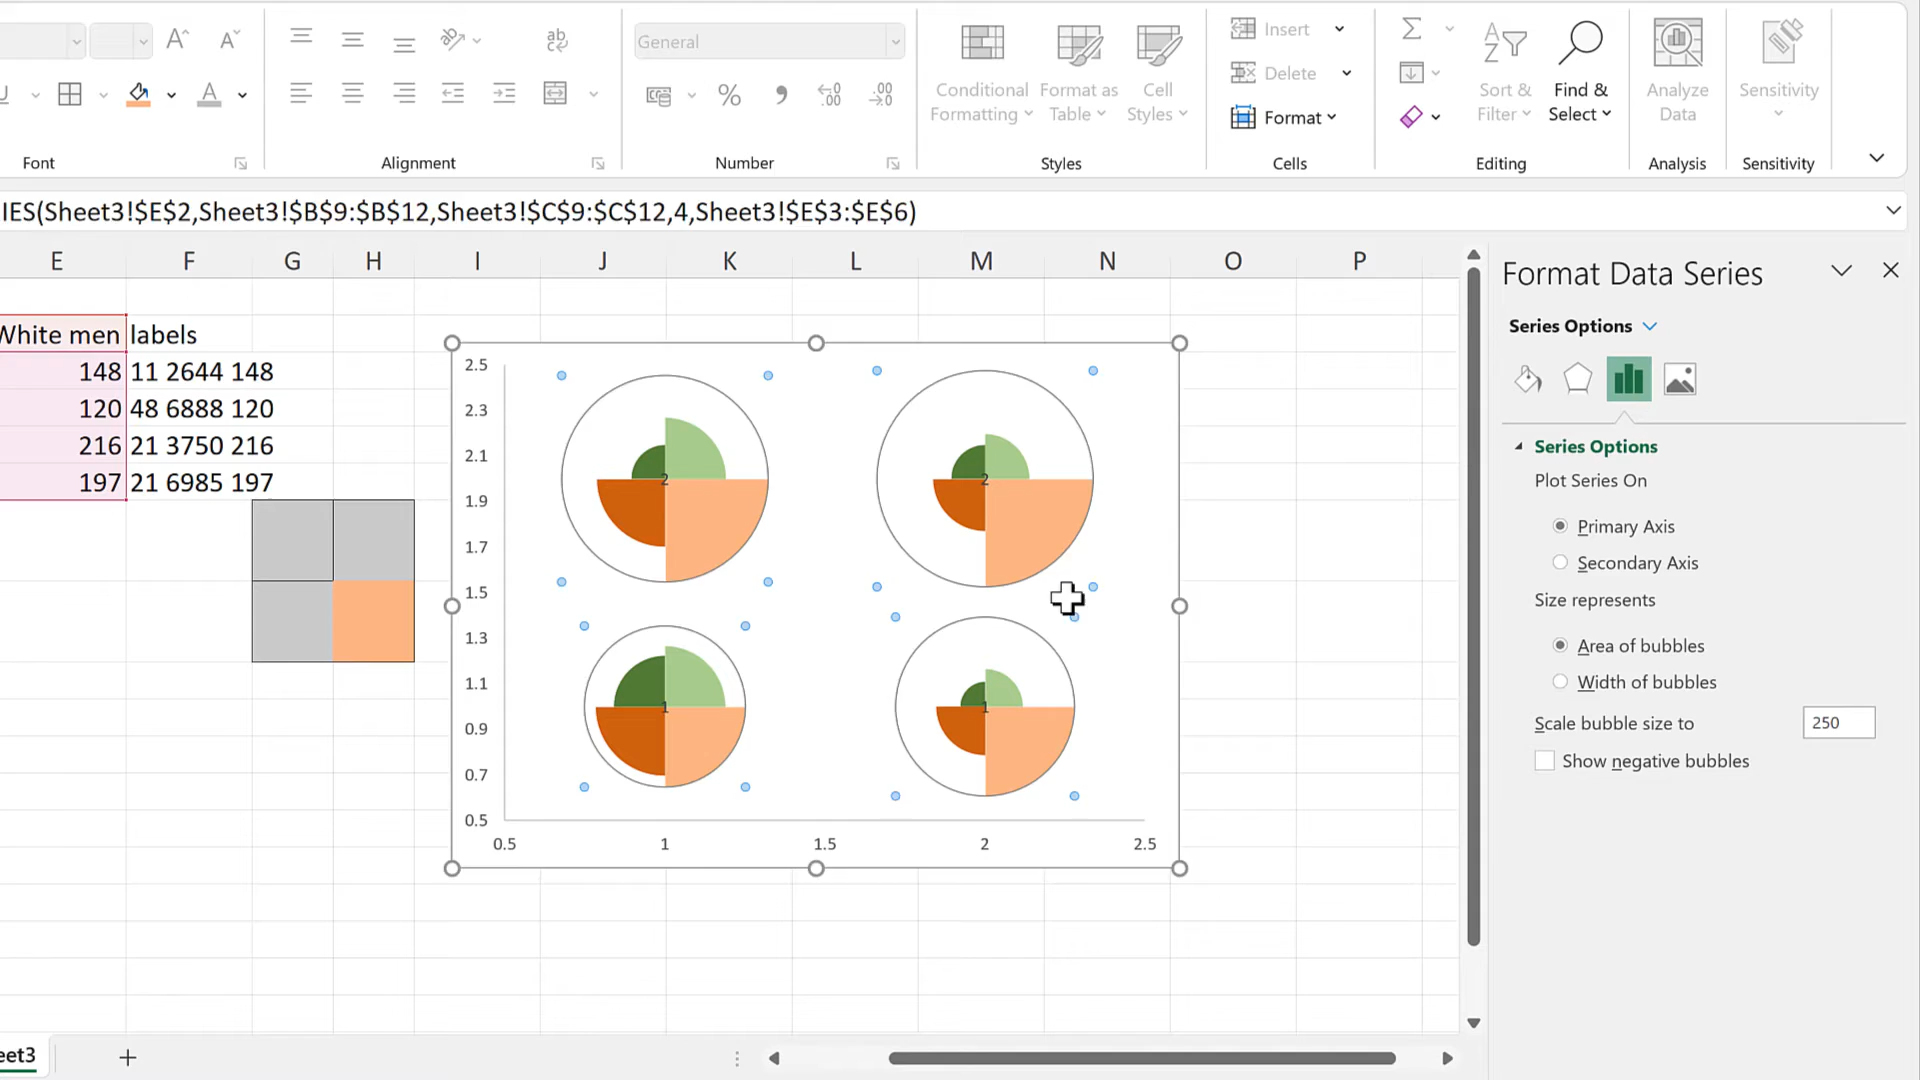 General
Insert
Delete
Format
Conditional
Formatting
Format as
Table
Cell
Styles
Sort &
Filter
Find &
Select
Analyze
Data
Sensitivity
Font
Alignment
Number
Styles
Cells
Editing
Analysis
Sensitivity
IES(Sheet3!$E$2,Sheet3!$B$9:$B$12,Sheet3!$C$9:$C$12,4,Sheet3!$E$3:$E$6)
E F G H I J K L M N O P
White men labels
148 11 2644 148
120 48 6888 120
216 21 3750 216
197 21 6985 197
2.5
2.3
2.1
1.9
1.7
1.5
1.3
1.1
0.9
0.7
0.5
2 2
1 1
0.5 1 1.5 2 2.5
Format Data Series
Series Options
Series Options
Plot Series On
Primary Axis
Secondary Axis
Size represents
Area of bubbles
Width of bubbles
Scale bubble size to 250
Show negative bubbles
eet3